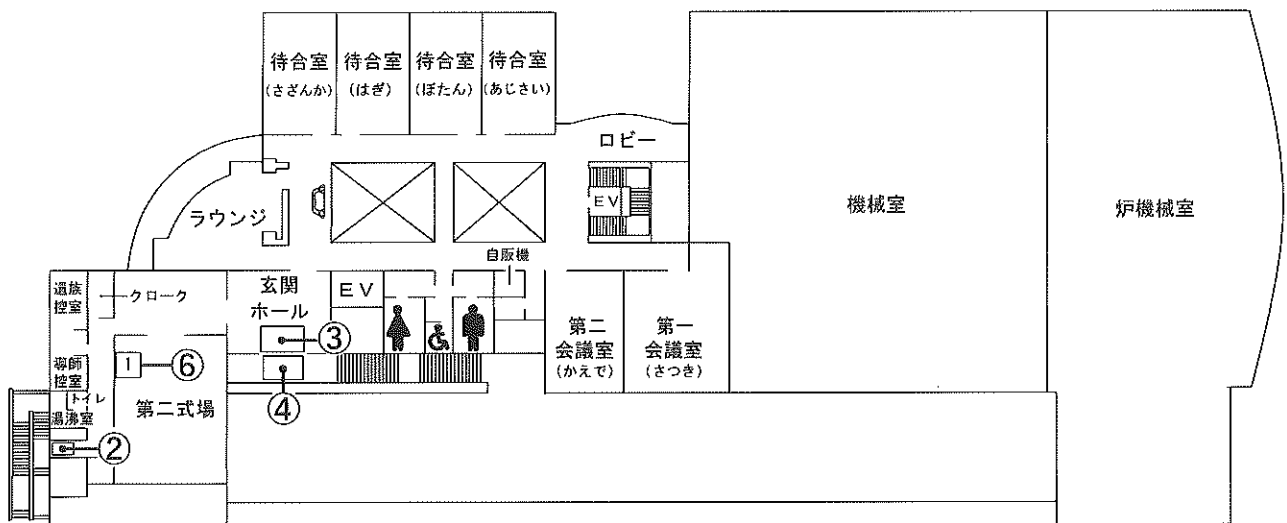 待合室
(さざんか)
待合室
(はぎ)
待合室
(ぼたん)
待合室
(あじさい)
ロビー
EV
機械室
炉機械室
ラウンジ
自販機
遺族
控室
クローク
玄関
ホール
EV
③
第二
会議室
(かえで)
第一
会議室
(さつき)
導師
控室
1
⑥
④
トイレ
湯沸室
第二式場
②